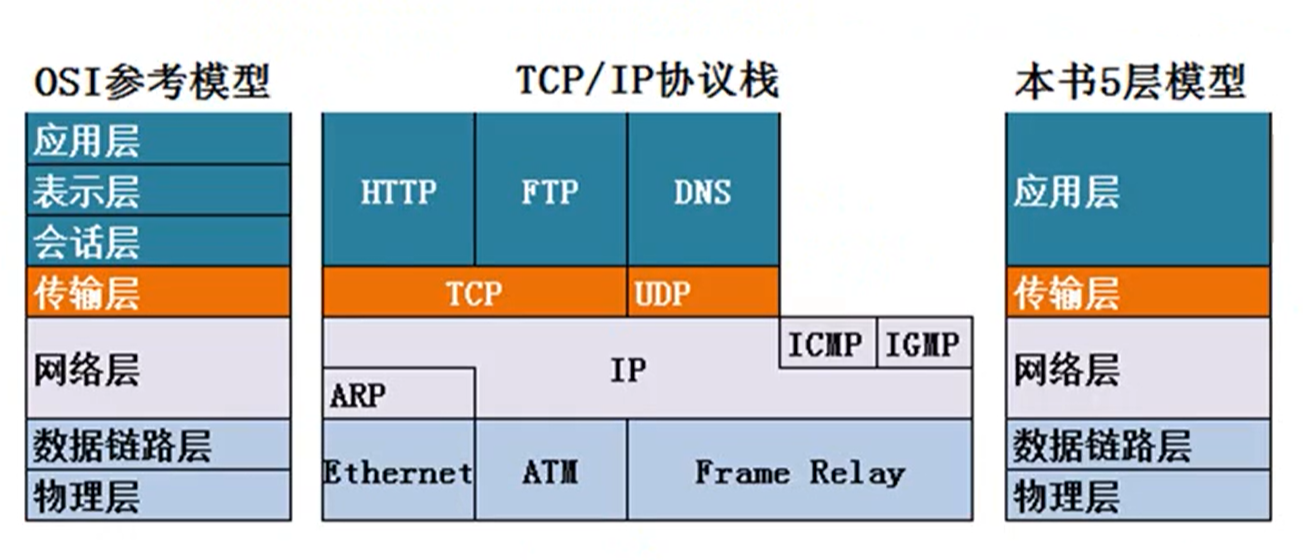 OSI参考模型
应用层
表示层
会话层
传输层
网络层
数据链路层
物理层
TCP/IP协议栈
HTTP FTP DNS
TCP UDP
ICMP IGMP
IP
ARP
Ethernet ATM Frame Relay
本书5层模型
应用层
传输层
网络层
数据链路层
物理层